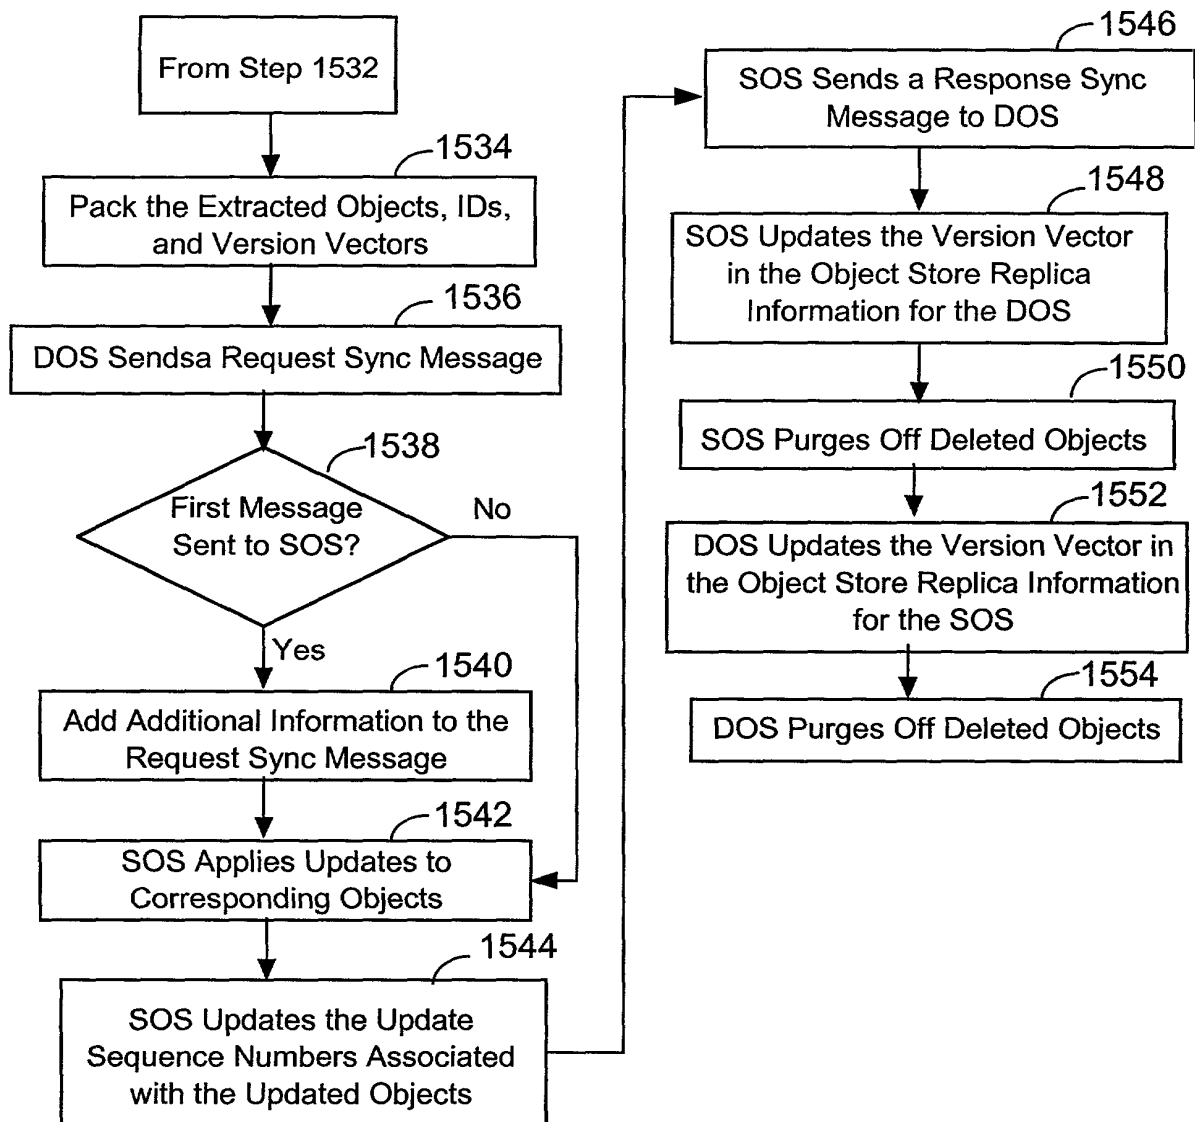 From Step 1532
1534
Pack the Extracted Objects, IDs,
and Version Vectors
1536
DOS Sendsa Request Sync Message
1538
First Message
Sent to SOS?
No
Yes
1540
Add Additional Information to the
Request Sync Message
1542
SOS Applies Updates to
Corresponding Objects
1544
SOS Updates the Update
Sequence Numbers Associated
with the Updated Objects
1546
SOS Sends a Response Sync
Message to DOS
1548
SOS Updates the Version Vector
in the Object Store Replica
Information for the DOS
1550
SOS Purges Off Deleted Objects
1552
DOS Updates the Version Vector in
the Object Store Replica Information
for the SOS
1554
DOS Purges Off Deleted Objects